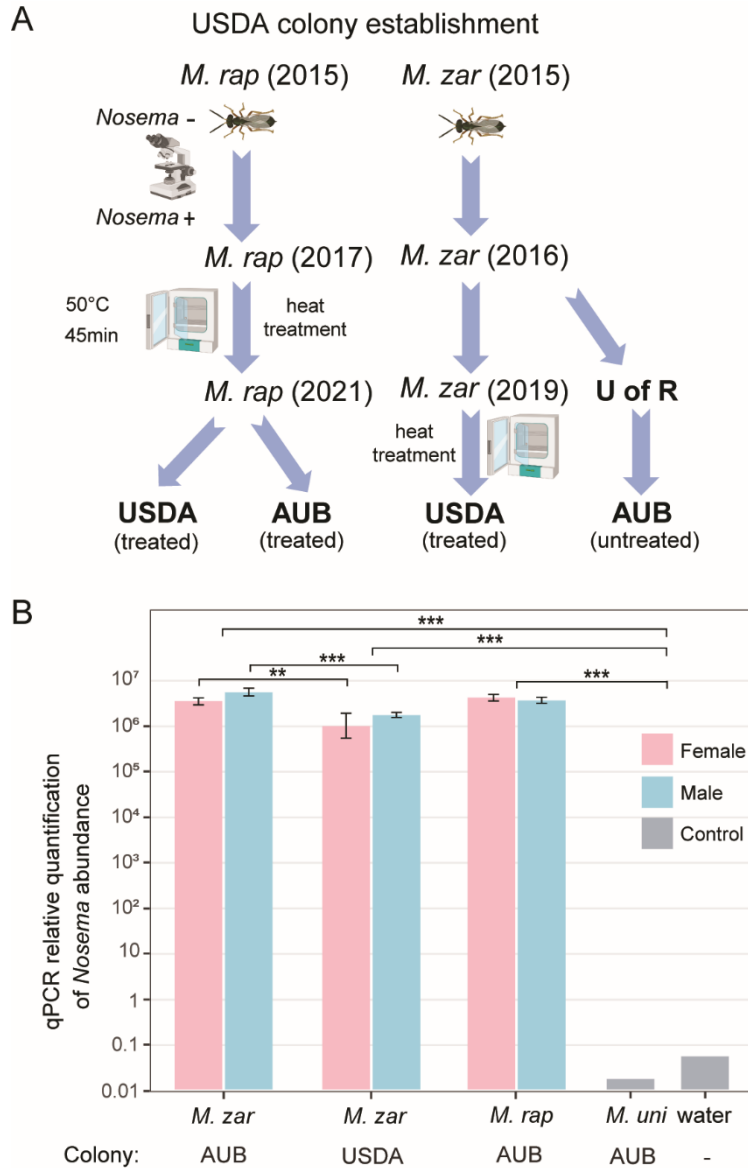 A
USDA colony establishment
M. rap (2015)
M. zar (2015)
Nosema -
Nosema +
M. rap (2017)
M. zar (2016)
50°C
45min
heat
treatment
M. rap (2021)
M. zar (2019)
U of R
heat
treatment
USDA
(treated)
AUB
(treated)
USDA
(treated)
AUB
(untreated)
B
***
***
***
**
***
10⁷
10⁶
10⁵
10⁴
10³
10²
10
1
0.1
0.01
qPCR relative quantification
of Nosema abundance
Female
Male
Control
M. zar
M. zar
M. rap
M. uni
water
Colony:
AUB
USDA
AUB
AUB
-